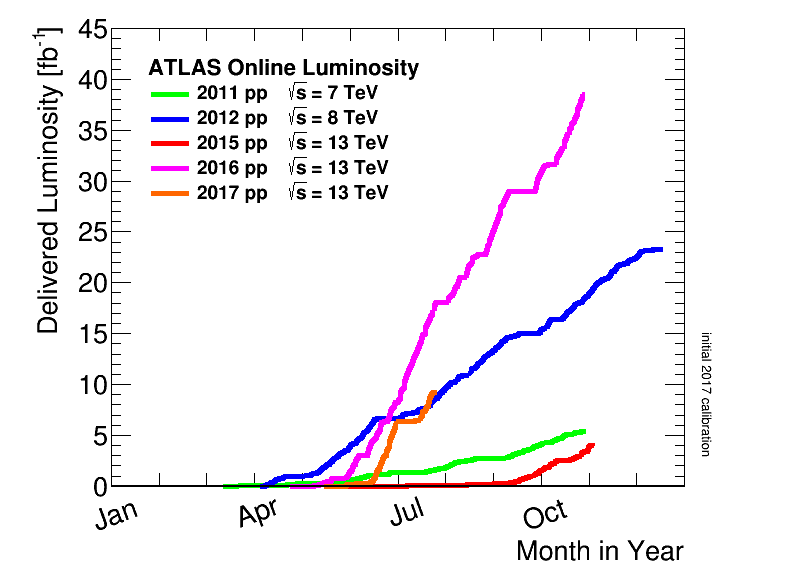 45
40
35
30
25
20
15
10
5
0
Delivered Luminosity [fb⁻¹]
ATLAS Online Luminosity
2011 pp √s = 7 TeV
2012 pp √s = 8 TeV
2015 pp √s = 13 TeV
2016 pp √s = 13 TeV
2017 pp √s = 13 TeV
initial 2017 calibration
Jan Apr Jul Oct
Month in Year